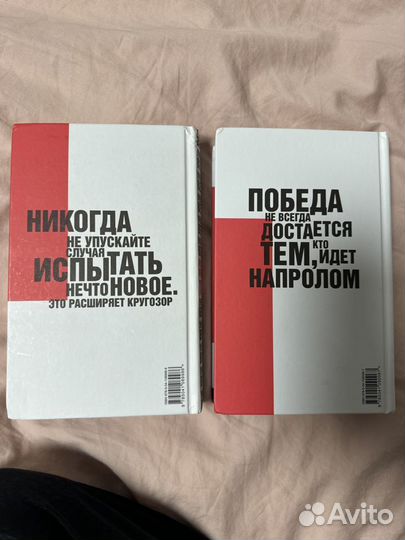 НИКОГДА
НЕ УПУСКАЙТЕ
СЛУЧАЯ
ИСПЫТАТЬ
НЕЧТО НОВОЕ.
ЭТО РАСШИРЯЕТ КРУГОЗОР
ПОБЕДА
НЕ ВСЕГДА
ДОСТАЕТСЯ
ТЕМ, КТО
ИДЕТ
НАПРОЛОМ
Avito